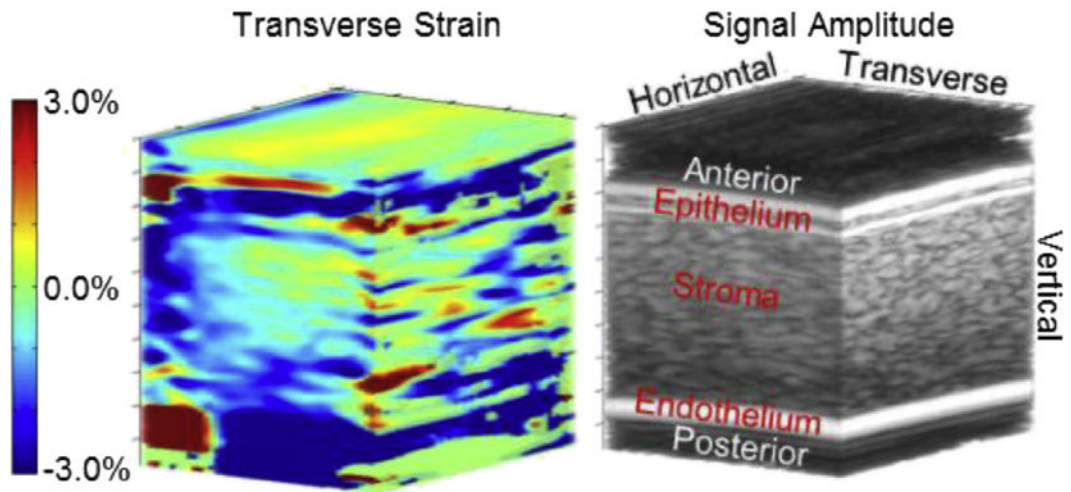 Transverse Strain
Signal Amplitude
3.0%
0.0%
-3.0%
Horizontal
Transverse
Anterior
Epithelium
Stroma
Vertical
Endothelium
Posterior